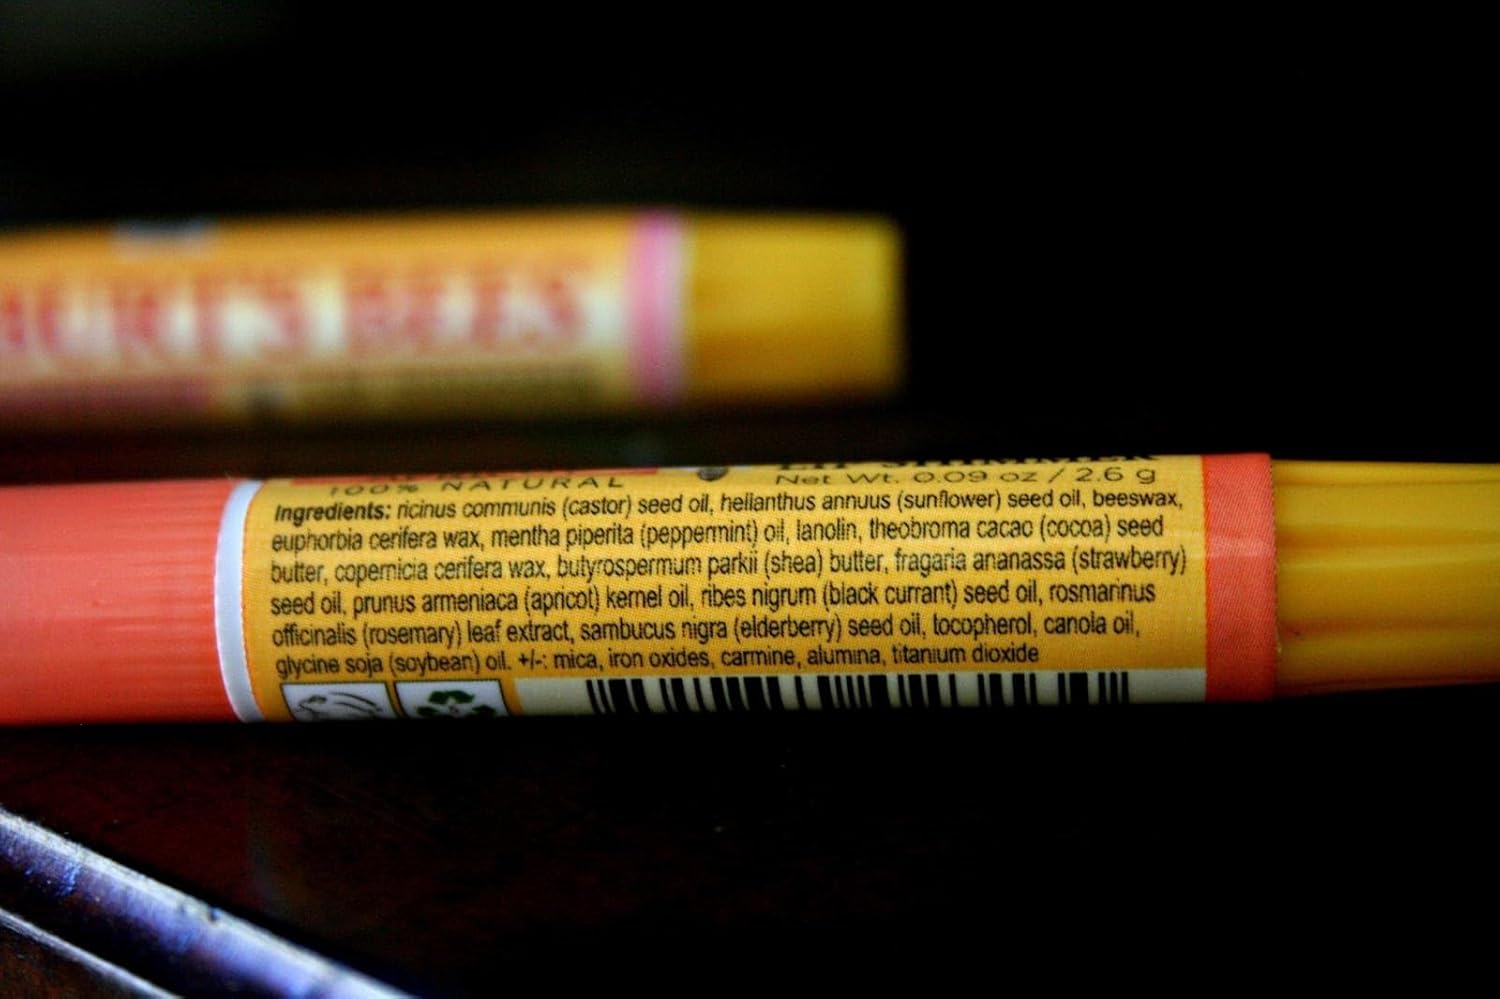 BURT'S BEES
LIP SHIMMER
100% NATURAL
Net Wt. 0.09 oz / 2.6 g
Ingredients: ricinus communis (castor) seed oil, helianthus annuus (sunflower) seed oil, beeswax,
euphorbia cerifera wax, mentha piperita (peppermint) oil, lanolin, theobroma cacao (cocoa) seed
butter, copernicia cerifera wax, butyrospermum parkii (shea) butter, fragaria ananassa (strawberry)
seed oil, prunus armeniaca (apricot) kernel oil, ribes nigrum (black currant) seed oil, rosmarinus
officinalis (rosemary) leaf extract, sambucus nigra (elderberry) seed oil, tocopherol, canola oil,
glycine soja (soybean) oil. +/-: mica, iron oxides, carmine, alumina, titanium dioxide